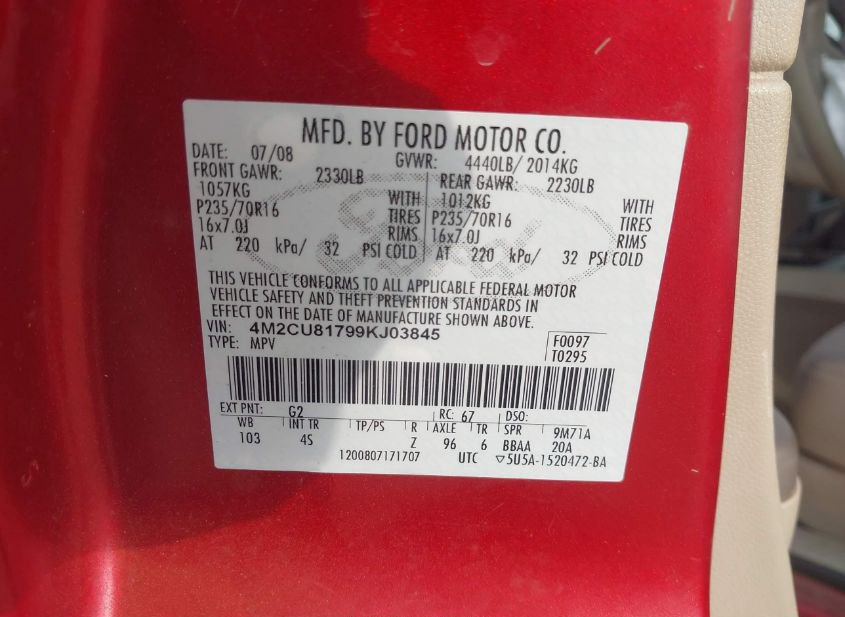 MFD. BY FORD MOTOR CO.
DATE: 07/08 GVWR: 4440LB/ 2014KG
FRONT GAWR: 2330LB REAR GAWR: 2230LB
1057KG WITH 1012KG WITH
P235/70R16 TIRES P235/70R16 TIRES
16x7.0J RIMS 16x7.0J RIMS
AT 220 kPa/ 32 PSI COLD AT 220 kPa/ 32 PSI COLD
Ford
THIS VEHICLE CONFORMS TO ALL APPLICABLE FEDERAL MOTOR
VEHICLE SAFETY AND THEFT PREVENTION STANDARDS IN
EFFECT ON THE DATE OF MANUFACTURE SHOWN ABOVE.
VIN: 4M2CU81799KJ03845 F0097
TYPE: MPV T0295
EXT PNT: G2 RC: 67 DSO:
WB INT TR TP/PS R AXLE TR SPR 9M71A
103 4S Z 96 6 BBAA 20A
1200807171707 UTC ▽5U5A-1520472-BA